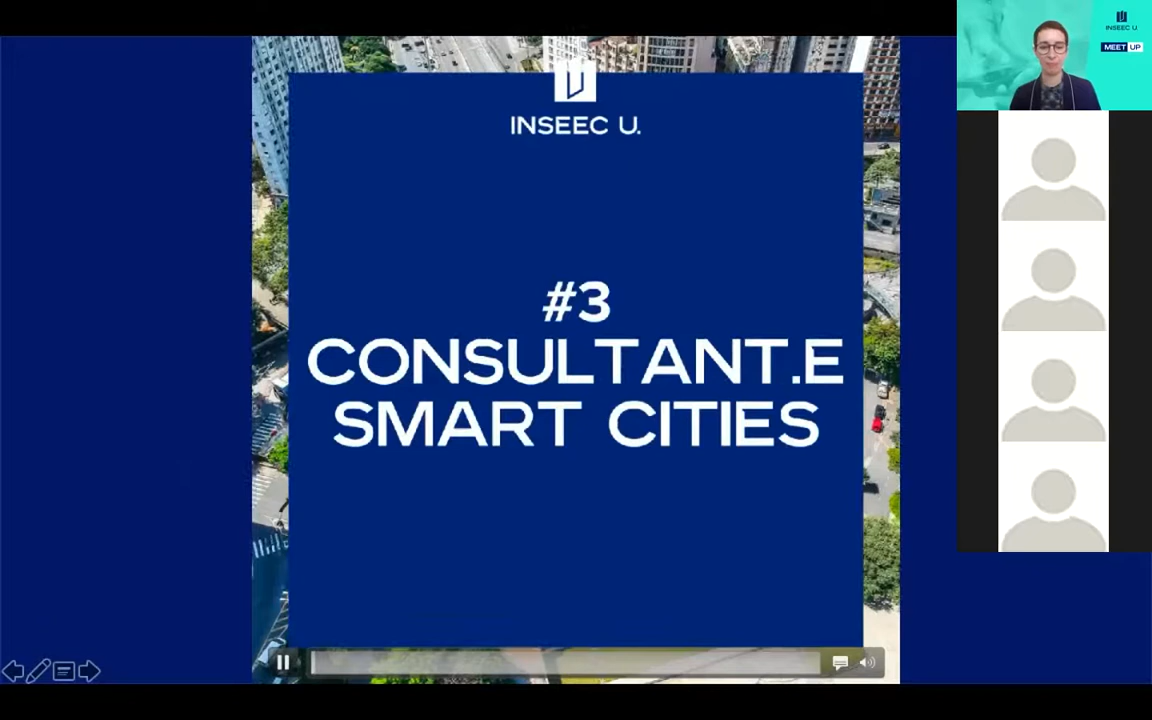 INSEEC U.
#3
CONSULTANT.E
SMART CITIES
INSEEC U.
MEET UP